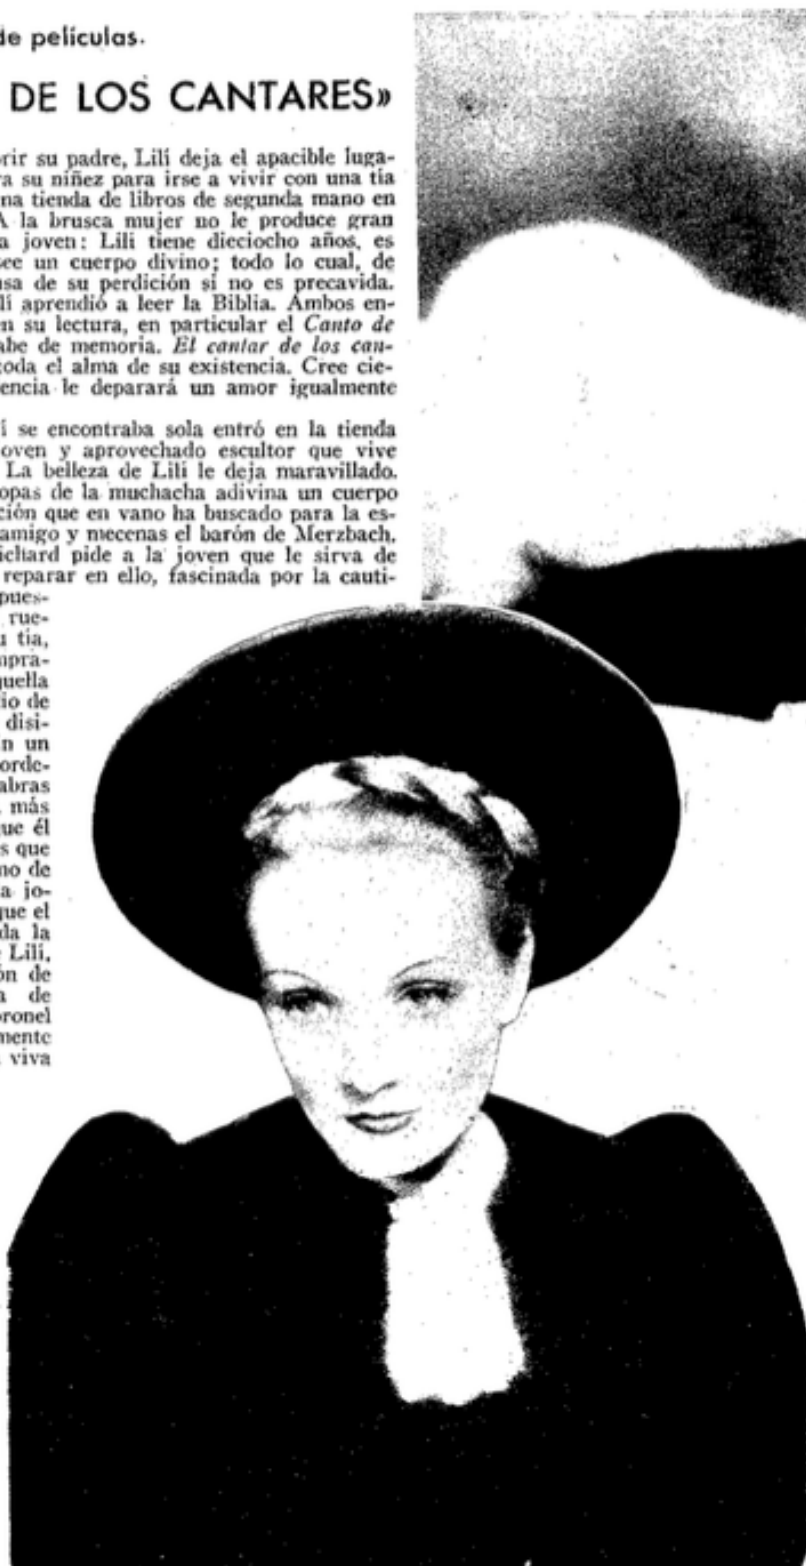 de películas.
DE LOS CANTARES»
rir su padre, Lilí deja el apacible luga-
ra su niñez para irse a vivir con una tía
na tienda de libros de segunda mano en
A la brusca mujer no le produce gran
a joven: Lili tiene dieciocho años, es
see un cuerpo divino; todo lo cual, de
usa de su perdición si no es precavida.
lí aprendió a leer la Biblia. Ambos en-
en su lectura, en particular el Canto de
abe de memoria. El cantar de los can-
toda el alma de su existencia. Cree cie-
encia le deparará un amor igualmente
í se encontraba sola entró en la tienda
oven y aprovechado escultor que vive
La belleza de Lili le deja maravillado.
opas de la muchacha adivina un cuerpo
ción que en vano ha buscado para la es-
amigo y mecenas el barón de Merzbach.
ichard pide a la joven que le sirva de
reparar en ello, fascinada por la cauti-
pues-
rue-
u tía,
mpra-
quella
io de
disi-
n un
orde-
abras
más
que él
s que
no de
a jo-
que el
da la
Lilí,
ón de
a de
oronel
mente
viva